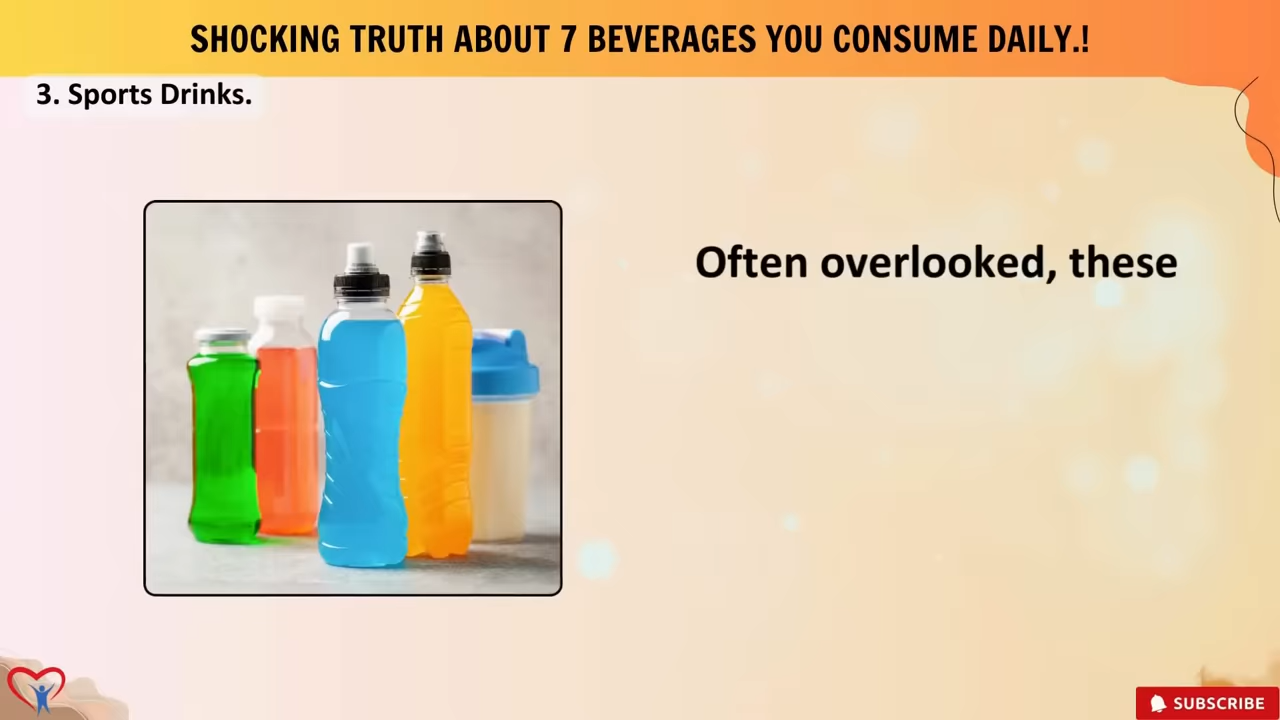 SHOCKING TRUTH ABOUT 7 BEVERAGES YOU CONSUME DAILY.!
3. Sports Drinks.
Often overlooked, these
SUBSCRIBE